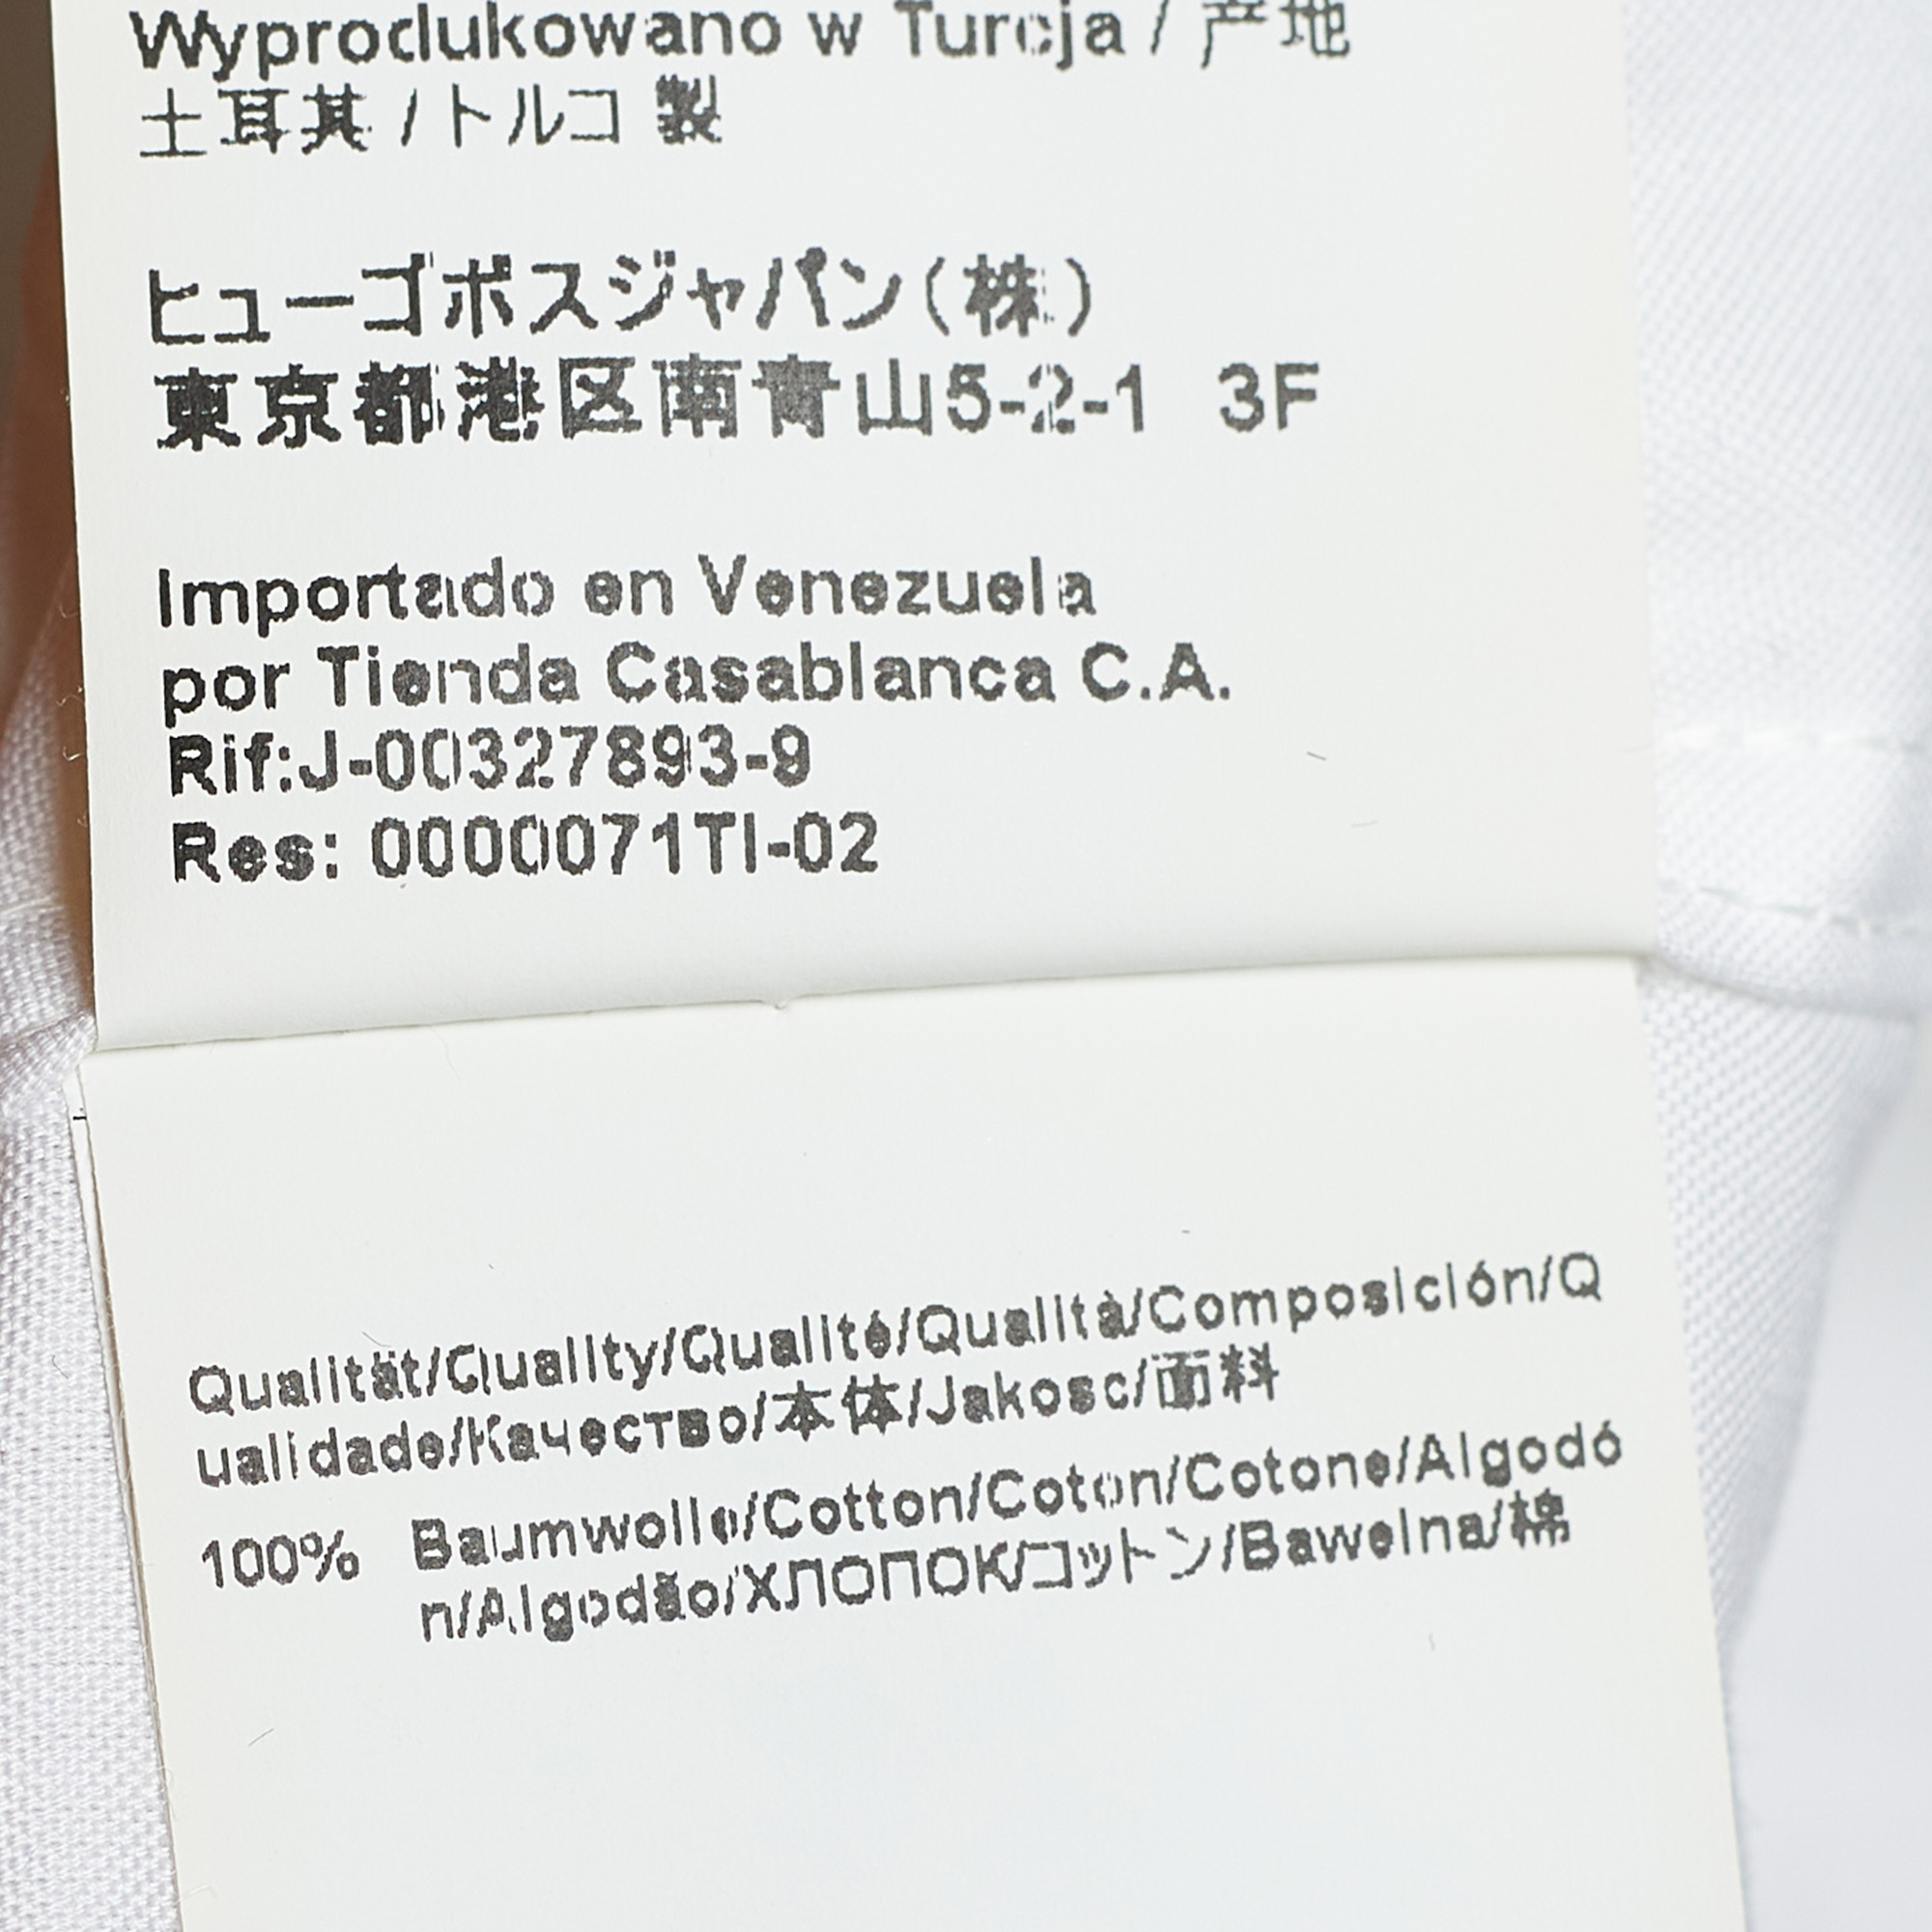 Wyprodukowano w Turcja / 产地
土耳其 / トルコ 製
ヒューゴボスジャパン(株)
東京都港区南青山5-2-1 3F
Importado en Venezuela
por Tienda Casablanca C.A.
Rif:J-00327893-9
Res: 0000071TI-02
Qualität/Quality/Qualité/Qualità/Composición/Q
ualidade/Качество/本体/Jakosc/面料
100% Baumwolle/Cotton/Coton/Cotone/Algodó
n/Algodão/ХЛОПОК/コットン/Bawelna/棉